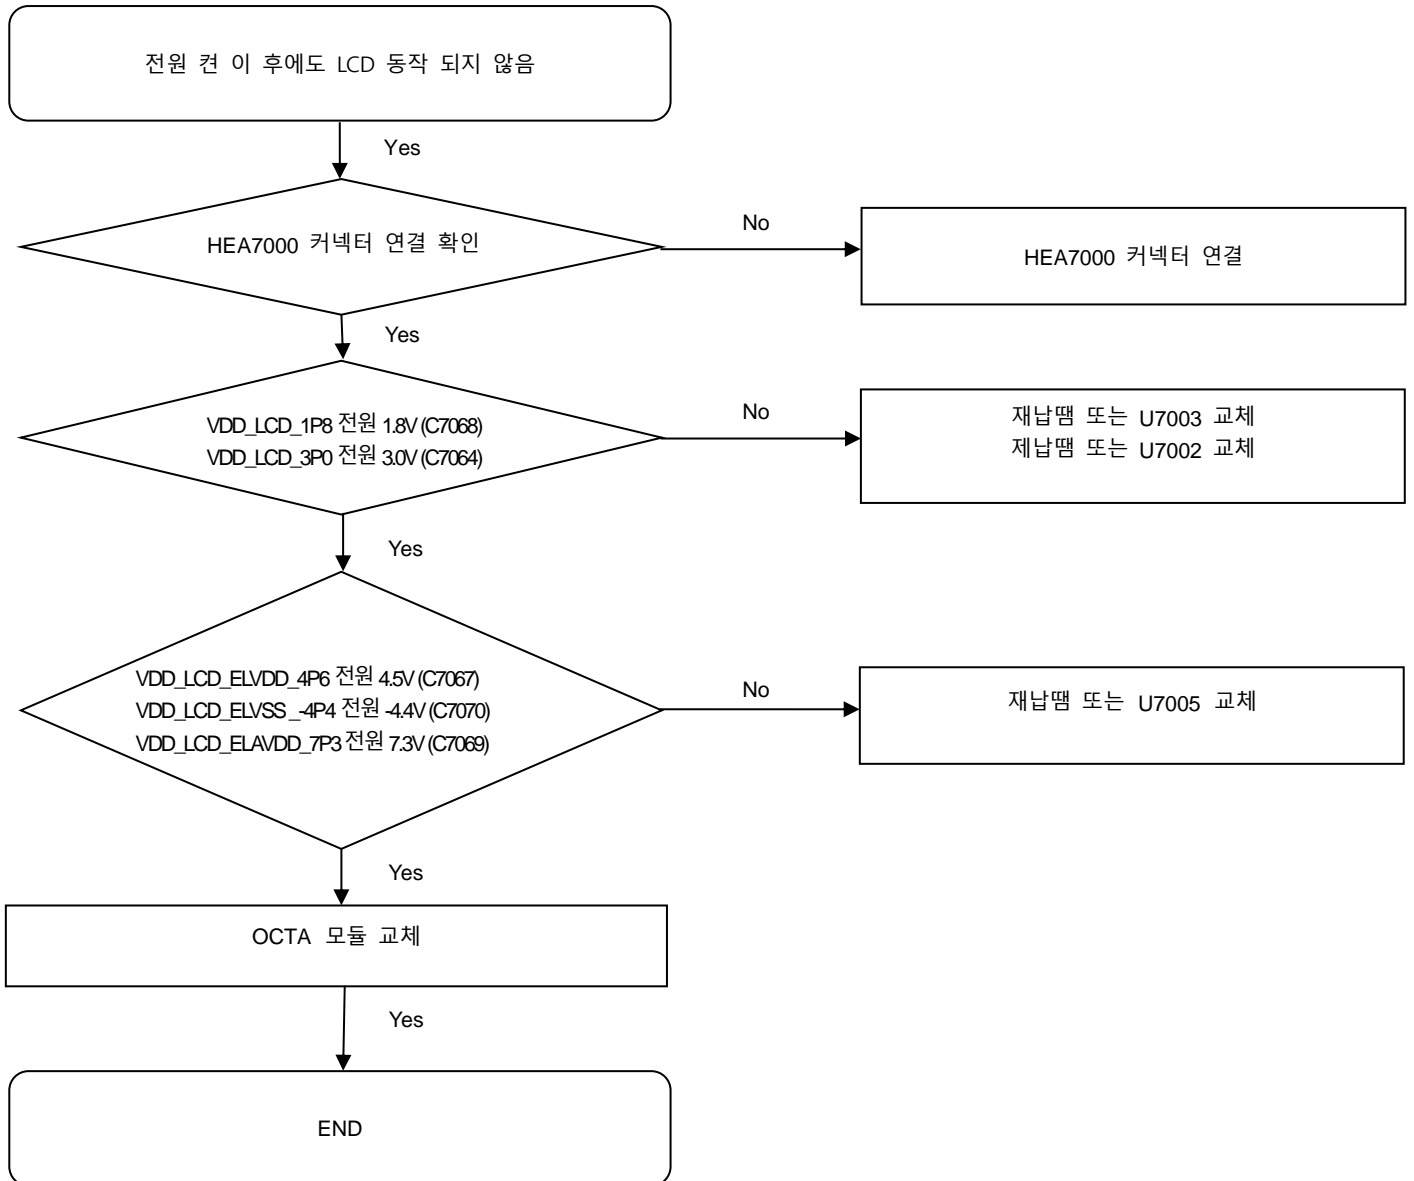 전원 켠 이 후에도 LCD 동작 되지 않음
Yes
HEA7000 커넥터 연결 확인
No
HEA7000 커넥터 연결
Yes
VDD_LCD_1P8 전원 1.8V (C7068)
VDD_LCD_3P0 전원 3.0V (C7064)
No
재납땜 또는 U7003 교체
제납땜 또는 U7002 교체
Yes
VDD_LCD_ELVDD_4P6 전원 4.5V (C7067)
VDD_LCD_ELVSS _-4P4 전원 -4.4V (C7070)
VDD_LCD_ELAVDD_7P3 전원 7.3V (C7069)
No
재납땜 또는 U7005 교체
Yes
OCTA 모듈 교체
Yes
END